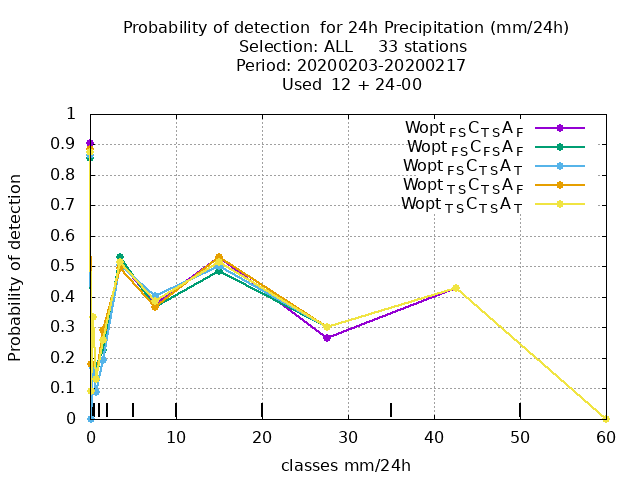 Probability of detection  for 24h Precipitation (mm/24h)
Selection: ALL     33 stations
Period: 20200203-20200217
Used  12 + 24-00
Wopt FS C TS A F
Wopt FS C FS A F
Wopt FS C TS A T
Wopt TS C TS A F
Wopt TS C TS A T
Probability of detection
1
0.9
0.8
0.7
0.6
0.5
0.4
0.3
0.2
0.1
0
0 10 20 30 40 50 60
classes mm/24h